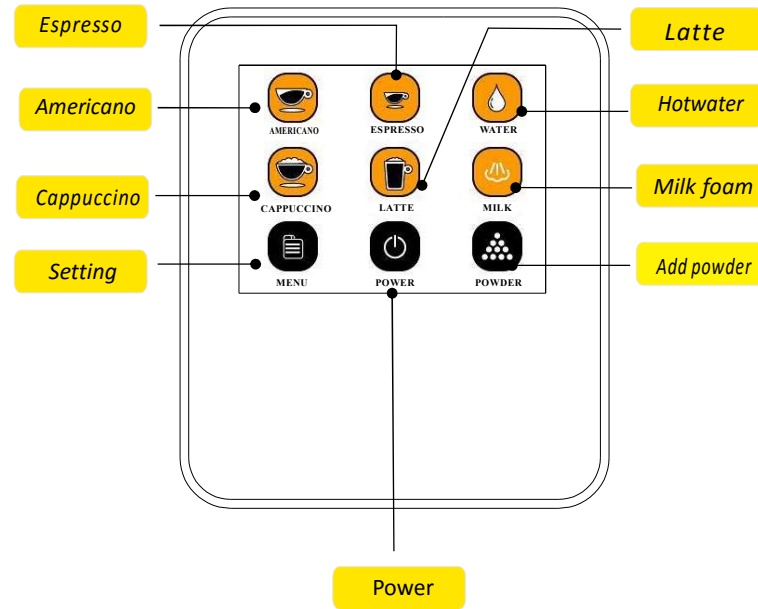 Espresso
Latte
Americano
Hotwater
AMERICANO
ESPRESSO
WATER
Cappuccino
Milk foam
CAPPUCCINO
LATTE
MILK
Setting
Add powder
MENU
POWER
POWDER
Power